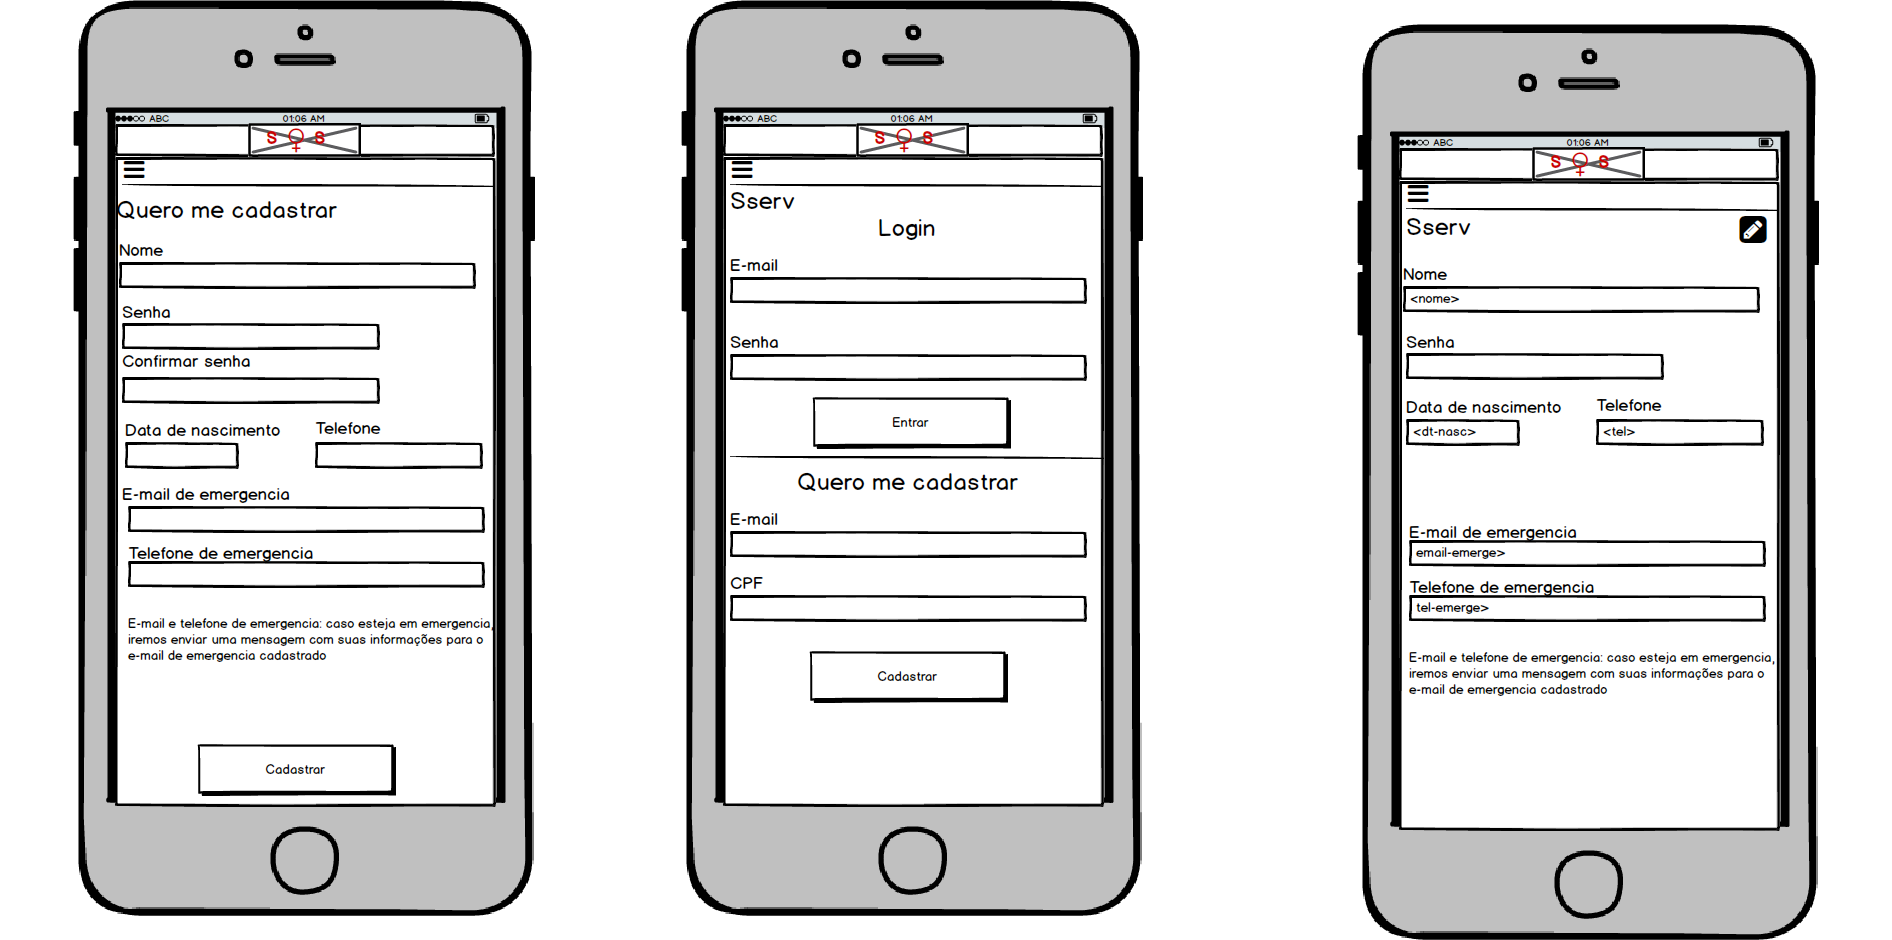 ABC 01:06 AM
S S
Quero me cadastrar
Nome
Senha
Confirmar senha
Data de nascimento Telefone
E-mail de emergencia
Telefone de emergencia
E-mail e telefone de emergencia: caso esteja em emergencia,
iremos enviar uma mensagem com suas informações para o
e-mail de emergencia cadastrado
Cadastrar
ABC 01:06 AM
S S
Sserv
Login
E-mail
Senha
Entrar
Quero me cadastrar
E-mail
CPF
Cadastrar
ABC 01:06 AM
S S
Sserv
Nome
<nome>
Senha
Data de nascimento Telefone
<dt-nasc> <tel>
E-mail de emergencia
email-emerge>
Telefone de emergencia
tel-emerge>
E-mail e telefone de emergencia: caso esteja em emergencia,
iremos enviar uma mensagem com suas informações para o
e-mail de emergencia cadastrado